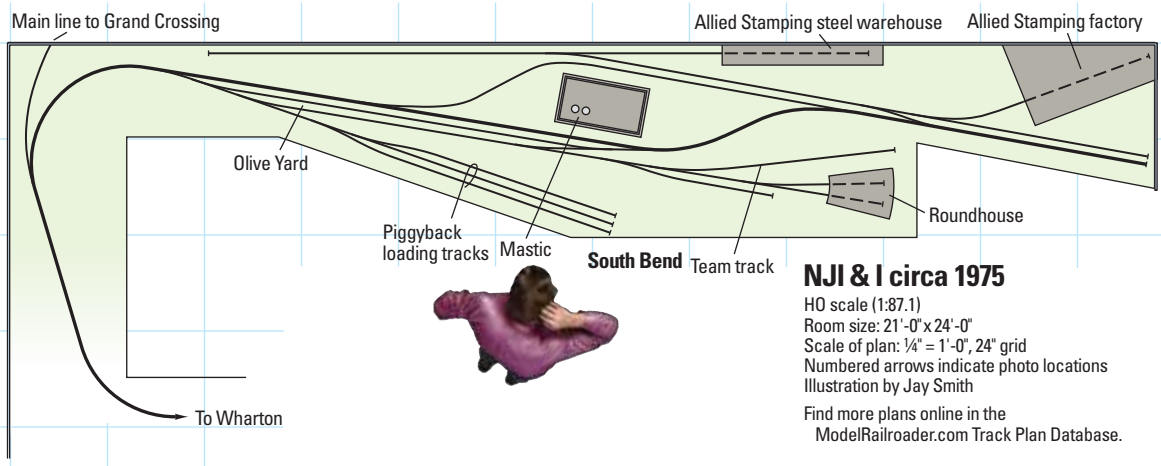 Main line to Grand Crossing
Allied Stamping steel warehouse
Allied Stamping factory
Olive Yard
Piggyback
loading tracks
Mastic
South Bend
Team track
Roundhouse
To Wharton
NJI & I circa 1975
HO scale (1:87.1)
Room size: 21'-0" x 24'-0"
Scale of plan: ¼" = 1'-0", 24" grid
Numbered arrows indicate photo locations
Illustration by Jay Smith
Find more plans online in the
ModelRailroader.com Track Plan Database.